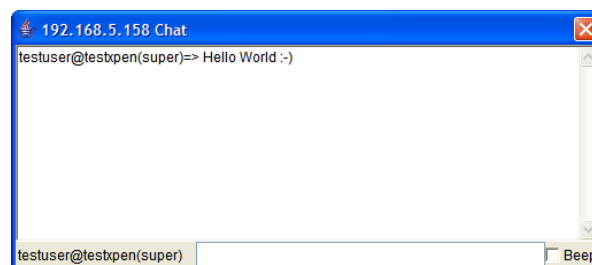 192.168.5.158 Chat
testuser@testxpen(super)=> Hello World :-)
testuser@testxpen(super)
Beep